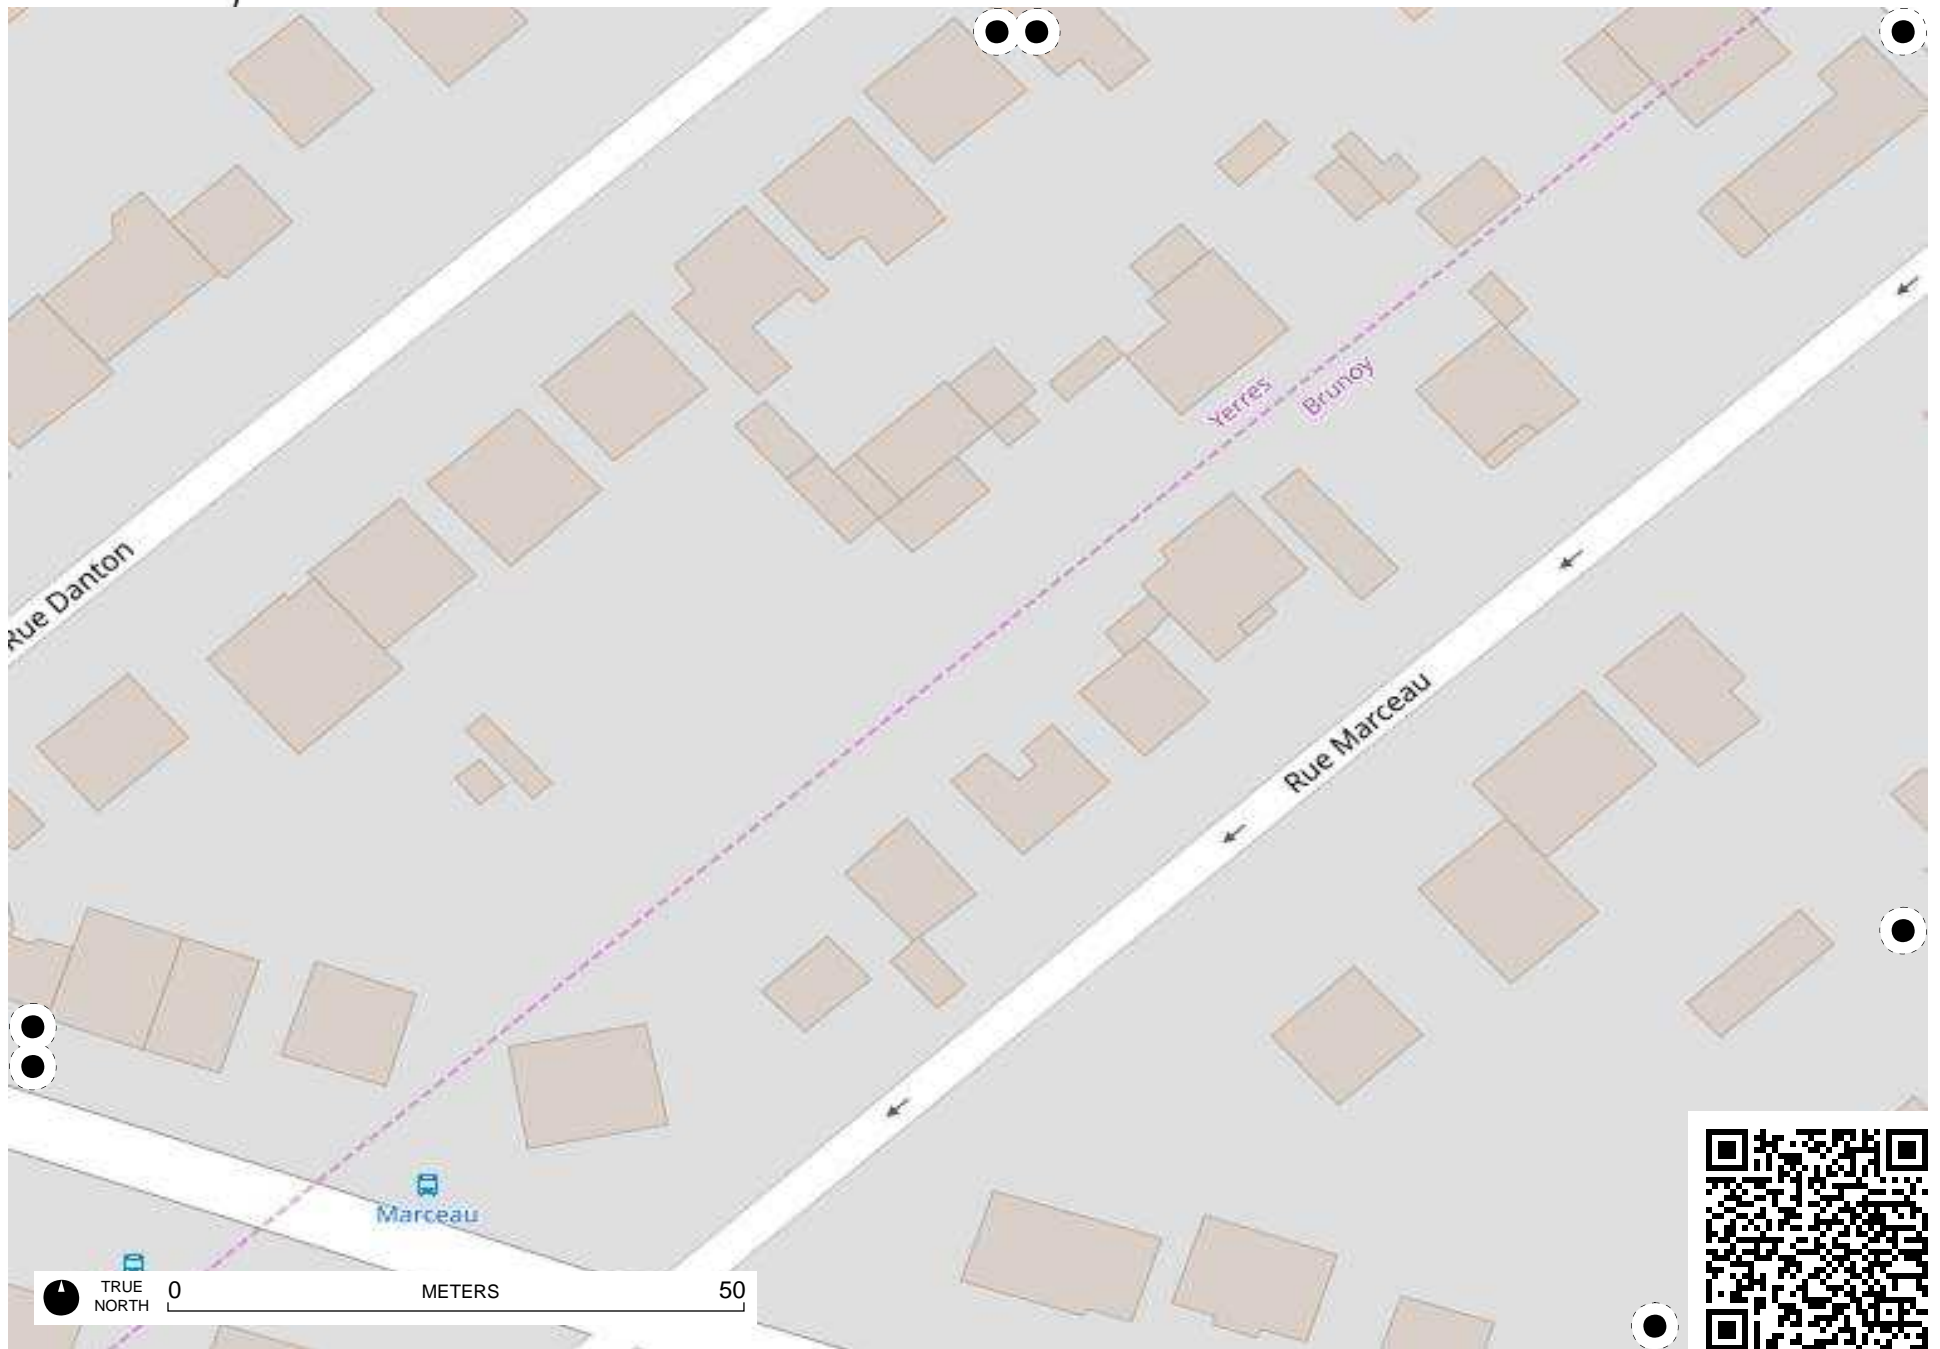 Yerres
Brunoy
Rue Danton
Rue Marceau
Marceau
TRUE
NORTH
0 METERS 50